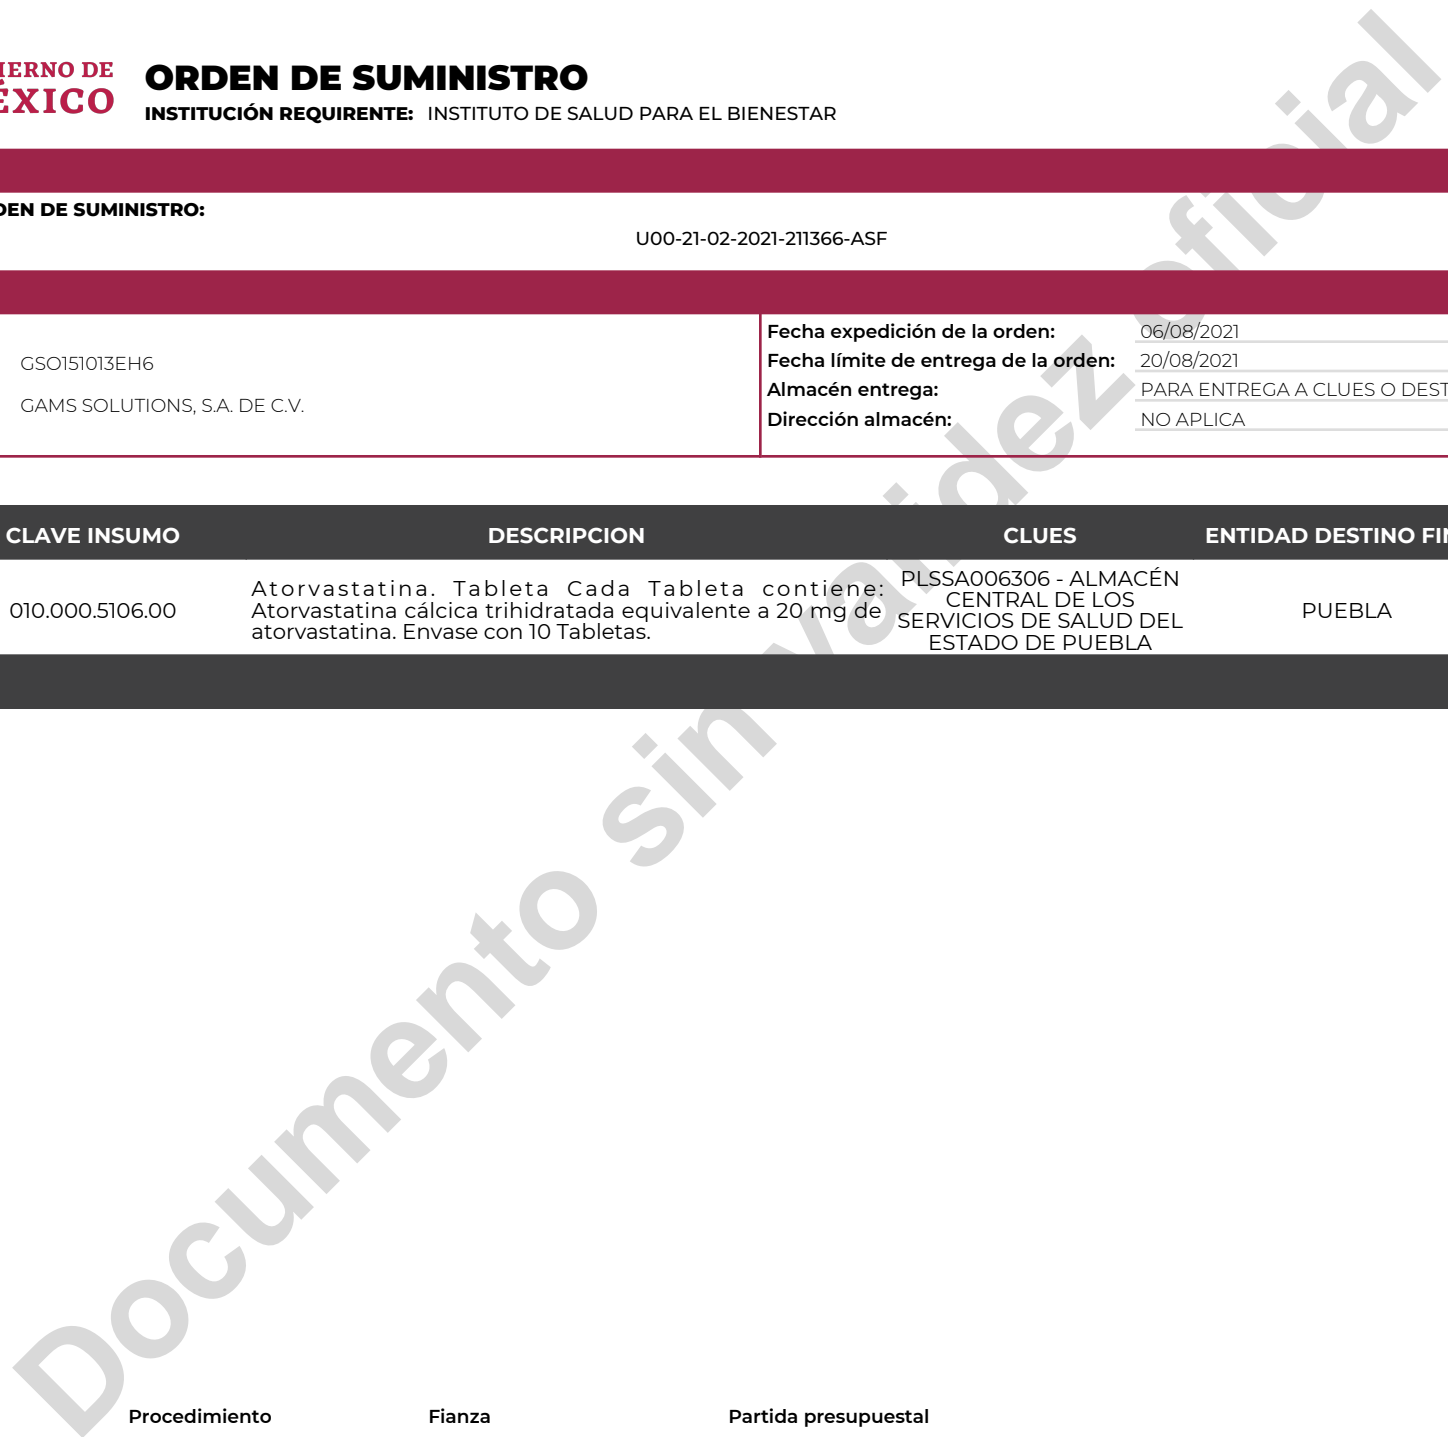 IERNO DE
ÉXICO
ORDEN DE SUMINISTRO
INSTITUCIÓN REQUIRENTE: INSTITUTO DE SALUD PARA EL BIENESTAR
DEN DE SUMINISTRO:
U00-21-02-2021-211366-ASF
GSO151013EH6
GAMS SOLUTIONS, S.A. DE C.V.
Fecha expedición de la orden: 06/08/2021
Fecha límite de entrega de la orden: 20/08/2021
Almacén entrega: PARA ENTREGA A CLUES O DEST
Dirección almacén: NO APLICA
CLAVE INSUMO DESCRIPCION CLUES ENTIDAD DESTINO FIN
010.000.5106.00
Atorvastatina. Tableta Cada Tableta contiene:
Atorvastatina cálcica trihidratada equivalente a 20 mg de
atorvastatina. Envase con 10 Tabletas.
PLSSA006306 - ALMACÉN
CENTRAL DE LOS
SERVICIOS DE SALUD DEL
ESTADO DE PUEBLA
PUEBLA
Documento sin validez oficial
Procedimiento Fianza Partida presupuestal